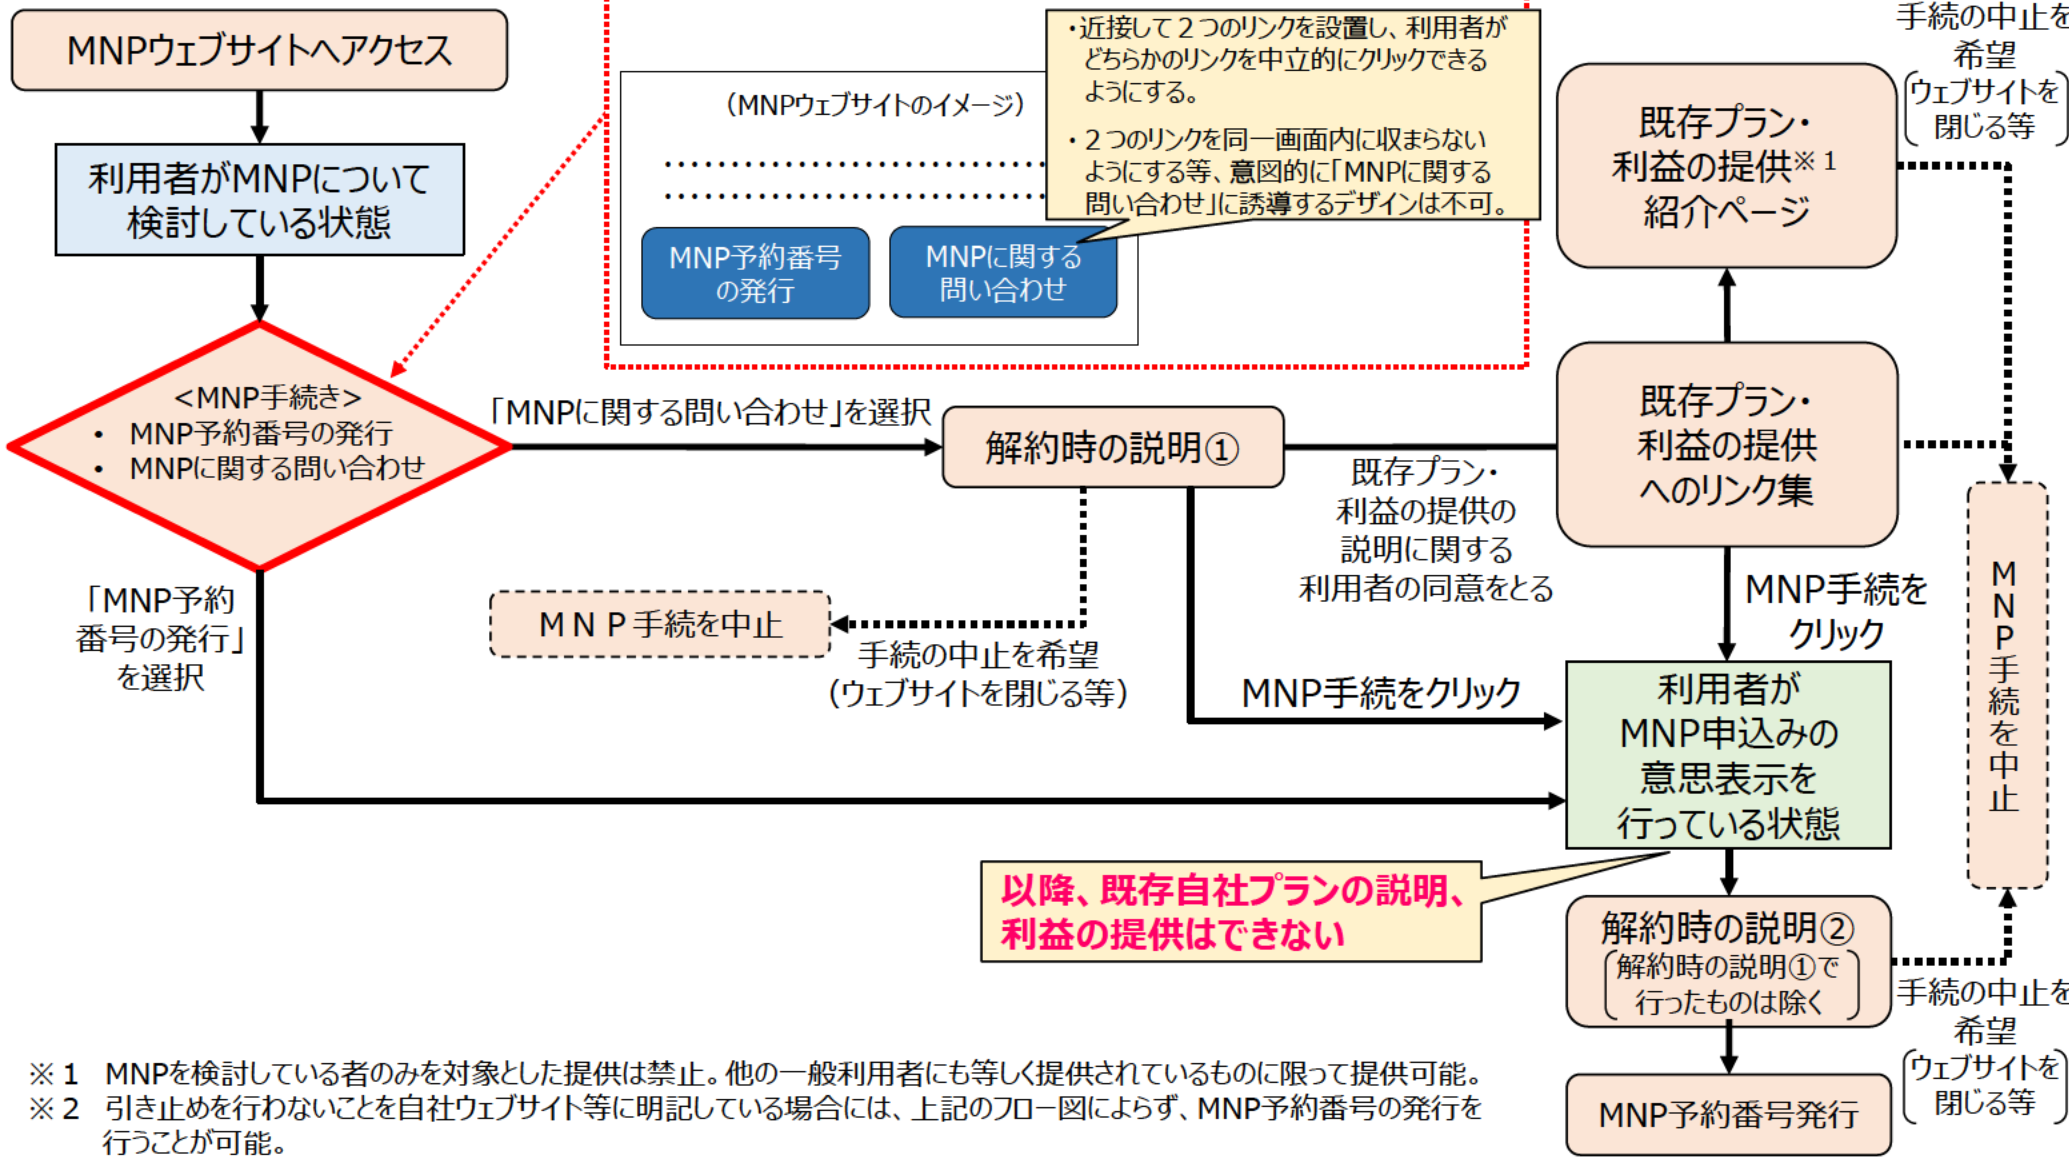 MNPウェブサイトへアクセス
利用者がMNPについて
検討している状態
<MNP手続き>
• MNP予約番号の発行
• MNPに関する問い合わせ
「MNP予約
番号の発行」
を選択
（MNPウェブサイトのイメージ）
MNP予約番号
の発行
MNPに関する
問い合わせ
・近接して２つのリンクを設置し、利用者が
どちらかのリンクを中立的にクリックできる
ようにする。
・２つのリンクを同一画面内に収まらない
ようにする等、意図的に「MNPに関する
問い合わせ」に誘導するデザインは不可。
「MNPに関する問い合わせ」を選択
解約時の説明①
既存プラン・
利益の提供の
説明に関する
利用者の同意をとる
ＭＮＰ手続を中止
手続の中止を希望
（ウェブサイトを閉じる等）
MNP手続をクリック
既存プラン・
利益の提供※１
紹介ページ
手続の中止を
希望
ウェブサイトを
閉じる等
既存プラン・
利益の提供
へのリンク集
MNP手続を
クリック
ＭＮＰ手続を中止
利用者が
MNP申込みの
意思表示を
行っている状態
以降、既存自社プランの説明、
利益の提供はできない
解約時の説明②
解約時の説明①で
行ったものは除く
手続の中止を
希望
ウェブサイトを
閉じる等
MNP予約番号発行
※１ MNPを検討している者のみを対象とした提供は禁止。他の一般利用者にも等しく提供されているものに限って提供可能。
※２ 引き止めを行わないことを自社ウェブサイト等に明記している場合には、上記のフロー図によらず、MNP予約番号の発行を
行うことが可能。